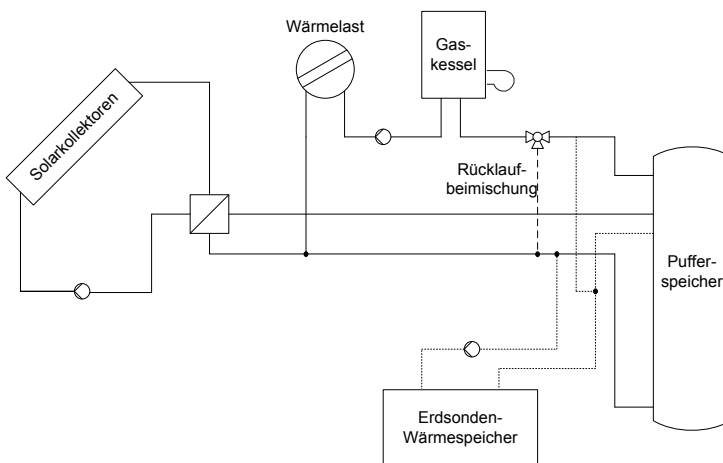 Wärmelast
Gas-
kessel
Solarkollektoren
Rücklauf-
beimischung
Puffer-
speicher
Erdsonden-
Wärmespeicher